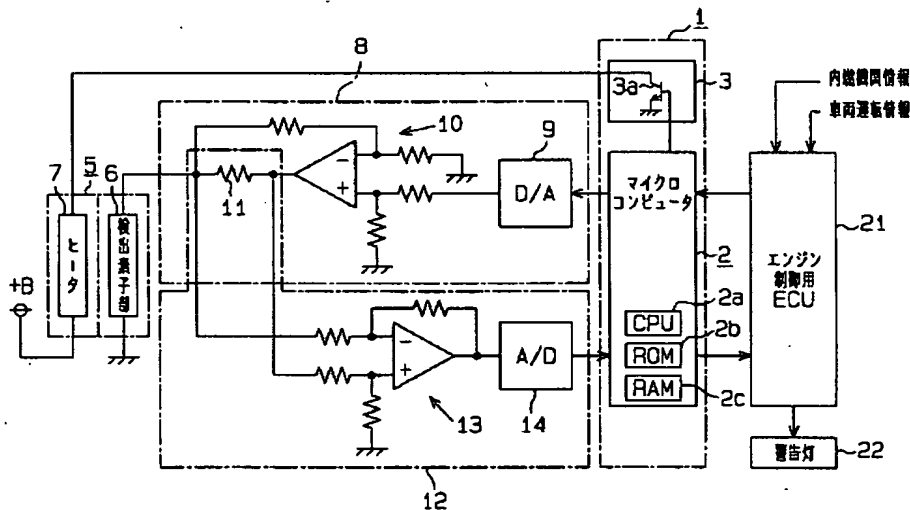 1
8
3
3a
内燃機関情報
車両運転情報
10
9
7
5
6
11
D/A
マイクロ
コンピュータ
2
21
エンジン
制御用
ECU
ヒータ
検出素子部
+B
2a
CPU
2b
ROM
RAM
2c
A/D
13
14
警告灯
22
12